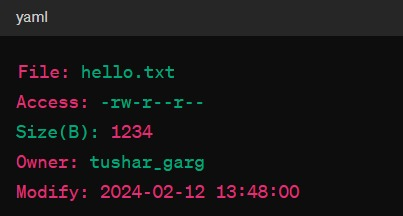 yaml
File: hello.txt
Access: -rw-r--r--
Size(B): 1234
Owner: tushar_garg
Modify: 2024-02-12 13:48:00